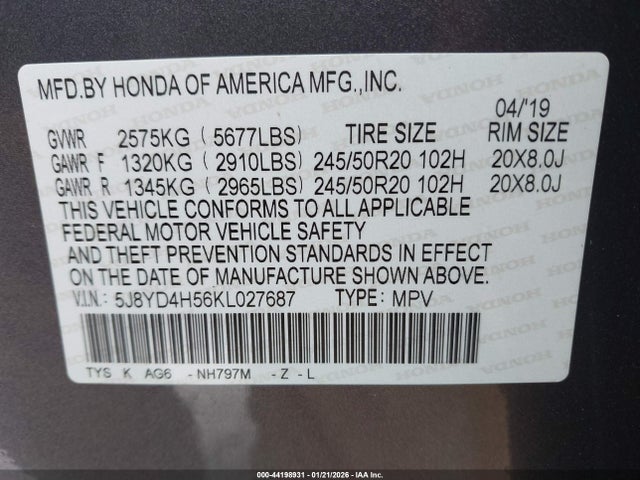 MFD.BY HONDA OF AMERICA MFG.,INC.
04/'19
GVWR 2575KG ( 5677LBS) TIRE SIZE RIM SIZE
GAWR F 1320KG ( 2910LBS) 245/50R20 102H 20X8.0J
GAWR R 1345KG ( 2965LBS) 245/50R20 102H 20X8.0J
THIS VEHICLE CONFORMS TO ALL APPLICABLE
FEDERAL MOTOR VEHICLE SAFETY
AND THEFT PREVENTION STANDARDS IN EFFECT
ON THE DATE OF MANUFACTURE SHOWN ABOVE.
V.I.N.: 5J8YD4H56KL027687 TYPE: MPV
TYS K AG6 -NH797M -Z-L
000-44198931 - 01/21/2026 - IAA Inc.